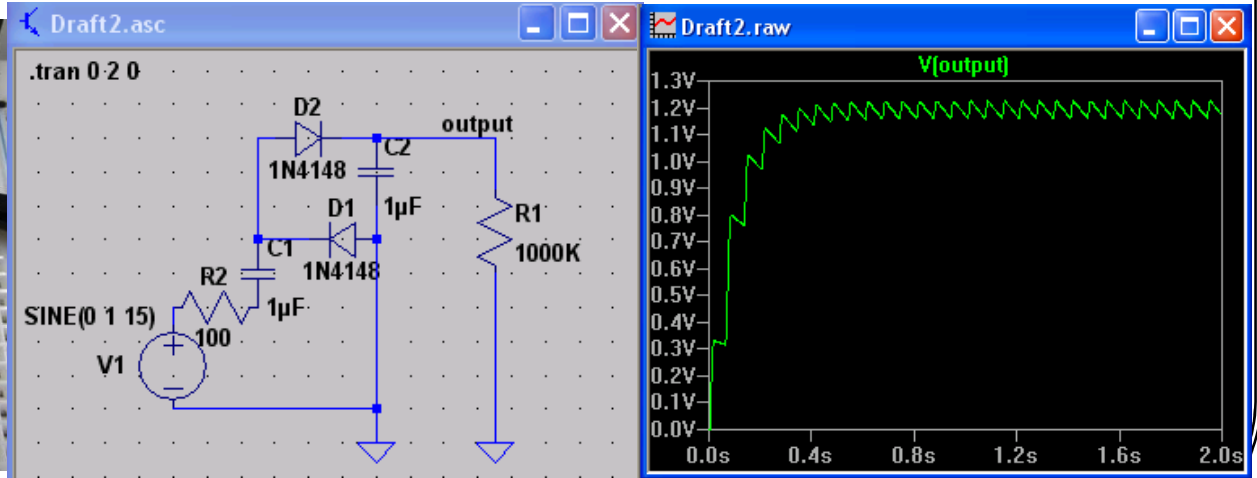 Draft2.asc
.tran 0 2 0
D2
1N4148
output
C2
1µF
D1
1N4148
R1
1000K
C1
1µF
R2
100
SINE(0 1 15)
V1
Draft2.raw
V(output)
1.3V
1.2V
1.1V
1.0V
0.9V
0.8V
0.7V
0.6V
0.5V
0.4V
0.3V
0.2V
0.1V
0.0V
0.0s 0.4s 0.8s 1.2s 1.6s 2.0s